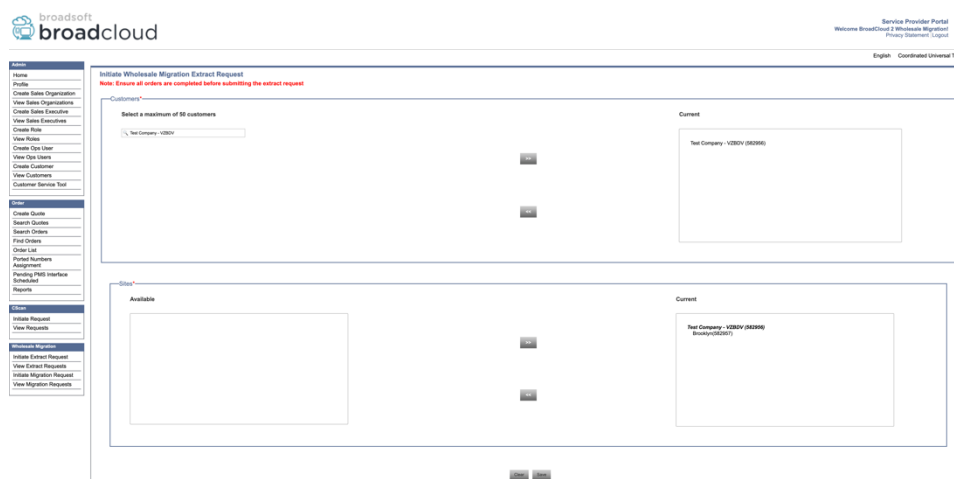 broadsoft
broadcloud
Service Provider Portal
Welcome BroadCloud 2 Wholesale Migration!
Privacy Statement |Logout
English Coordinated Universal T
Admin
Home
Profile
Create Sales Organization
View Sales Organizations
Create Sales Executive
View Sales Executives
Create Role
View Roles
Create Ops User
View Ops Users
Create Customer
View Customers
Customer Service Tool
Order
Create Quote
Search Quotes
Search Orders
Find Orders
Order List
Ported Numbers
Assignment
Pending PMS Interface
Scheduled
Reports
Initiate Request
View Requests
Wholesale Migration
Initiate Extract Request
View Extract Requests
Initiate Migration Request
View Migration Requests
Initiate Wholesale Migration Extract Request
Note: Ensure all orders are completed before submitting the extract request
Customers*
Select a maximum of 50 customers
Test Company - VZBDV
Current
Test Company - VZBDV (582956)
Sites*
Available
Current
Test Company - VZBDV (582956)
Brooklyn(582957)
Clear Save